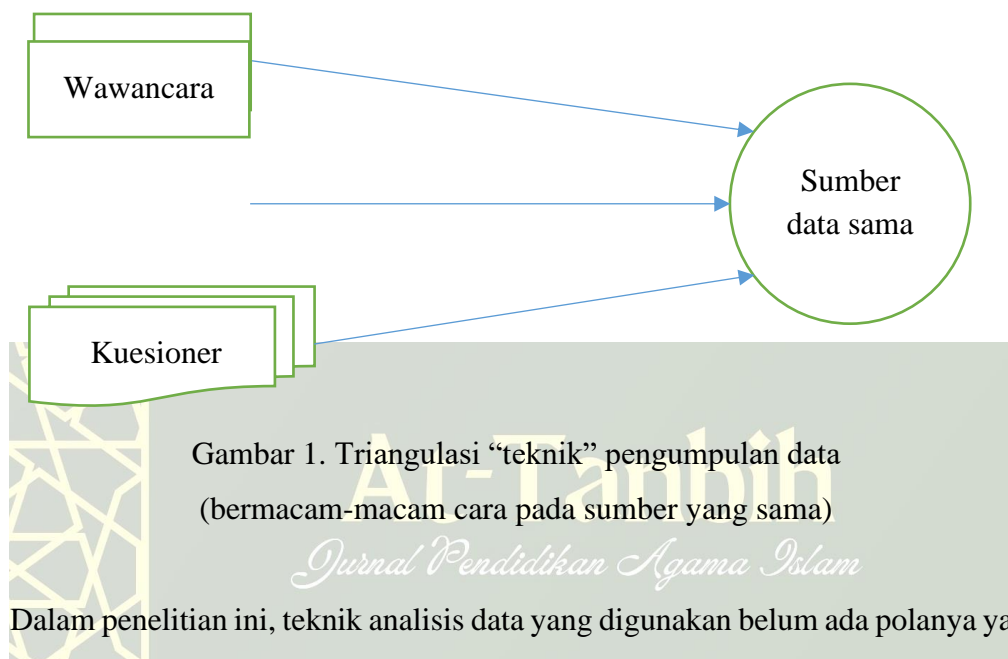 Wawancara
Sumber
data sama
Kuesioner
Gambar 1. Triangulasi “teknik” pengumpulan data
At-Tanbih
(bermacam-macam cara pada sumber yang sama)
Jurnal Pendidikan Agama Islam
Dalam penelitian ini, teknik analisis data yang digunakan belum ada polanya ya